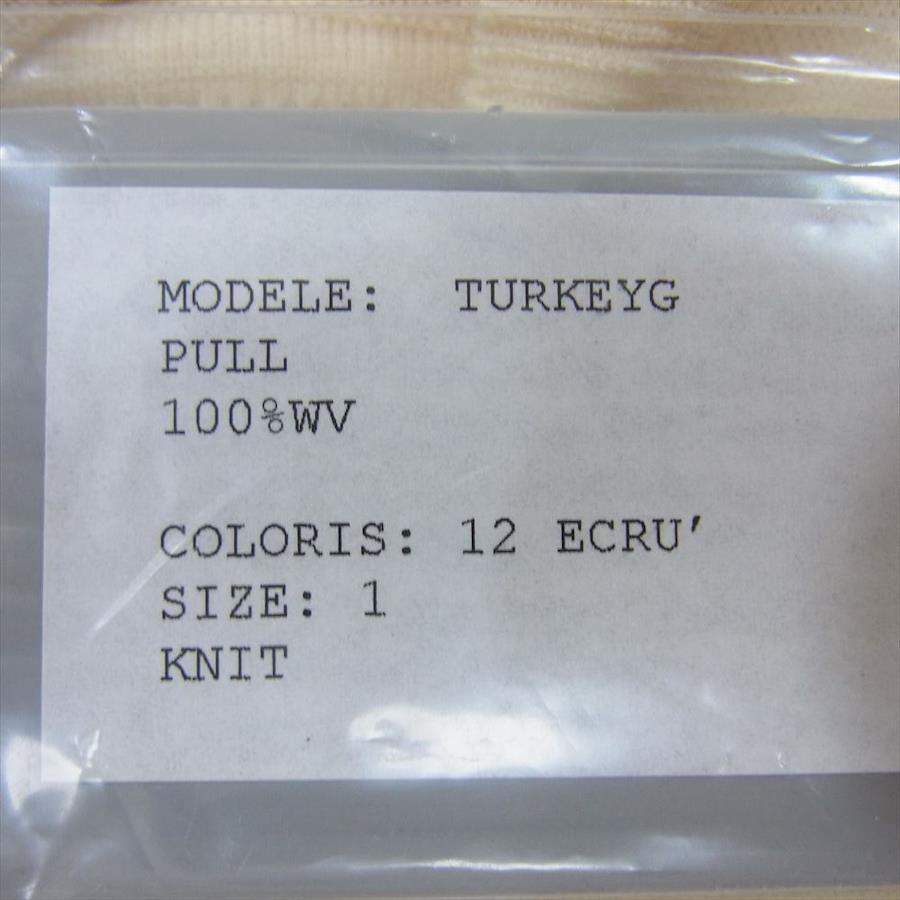 MODELE: TURKEYG
PULL
100%WV
COLORIS: 12 ECRU'
SIZE: 1
KNIT